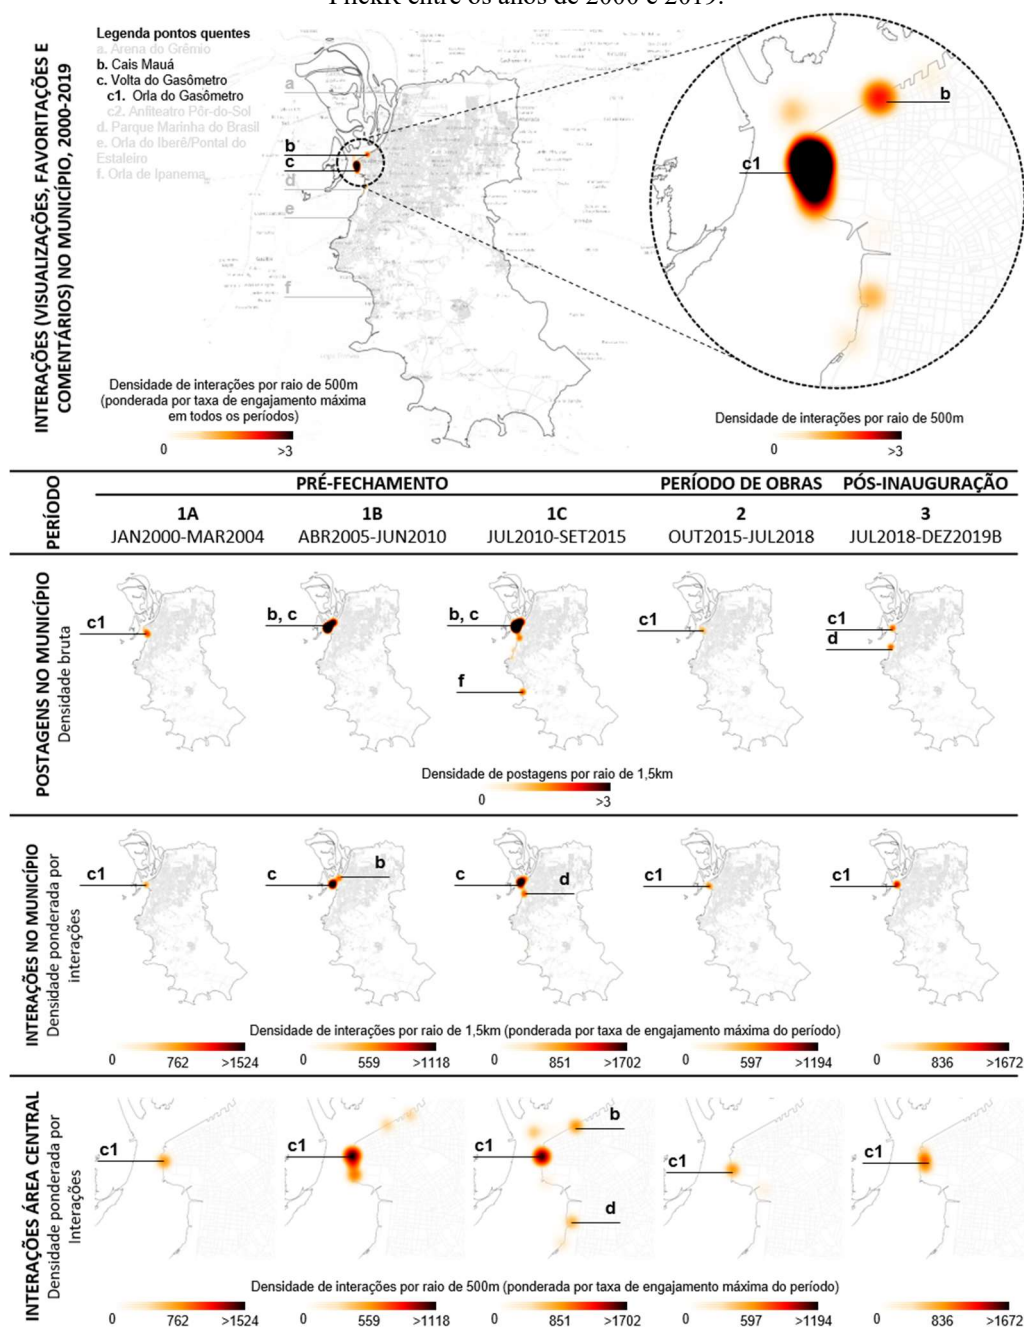 FlickR entre os anos de 2000 e 2019.
INTERAÇÕES (VISUALIZAÇÕES, FAVORITAÇÕES E
COMENTÁRIOS) NO MUNICÍPIO, 2000-2019
Legenda pontos quentes
a. Arena do Grêmio
b. Cais Mauá
c. Volta do Gasômetro
c1. Orla do Gasômetro
c2. Anfiteatro Pôr-do-Sol
d. Parque Marinha do Brasil
e. Orla do Iberê/Pontal do
Estaleiro
f. Orla de Ipanema
a
b
c
d
e
f
b
c1
Densidade de interações por raio de 500m
(ponderada por taxa de engajamento máxima
em todos os períodos)
0 >3
Densidade de interações por raio de 500m
0 >3
PERÍODO
PRÉ-FECHAMENTO PERÍODO DE OBRAS PÓS-INAUGURAÇÃO
1A 1B 1C 2 3
JAN2000-MAR2004 ABR2005-JUN2010 JUL2010-SET2015 OUT2015-JUL2018 JUL2018-DEZ2019B
POSTAGENS NO MUNICÍPIO
Densidade bruta
c1
b, c
b, c
f
c1
c1
d
Densidade de postagens por raio de 1,5km
0 >3
INTERAÇÕES NO MUNICÍPIO
Densidade ponderada por
interações
c1
c
b
c
d
c1
c1
Densidade de interações por raio de 1,5km (ponderada por taxa de engajamento máxima do período)
0 762 >1524 0 559 >1118 0 851 >1702 0 597 >1194 0 836 >1672
INTERAÇÕES ÁREA CENTRAL
Densidade ponderada por
Interações
c1
c1
c1
b
d
c1
c1
Densidade de interações por raio de 500m (ponderada por taxa de engajamento máxima do período)
0 762 >1524 0 559 >1118 0 851 >1702 0 597 >1194 0 836 >1672